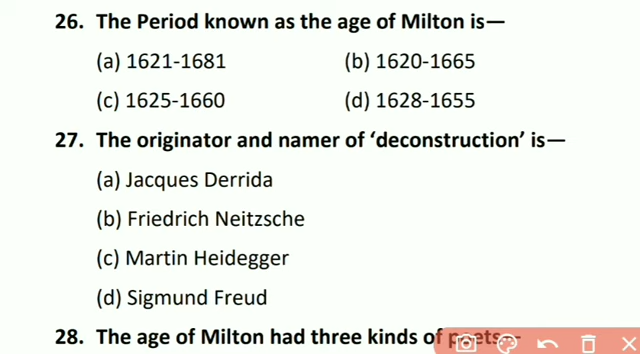 26. The Period known as the age of Milton is—
(a) 1621-1681 (b) 1620-1665
(c) 1625-1660 (d) 1628-1655
27. The originator and namer of ‘deconstruction’ is—
(a) Jacques Derrida
(b) Friedrich Neitzsche
(c) Martin Heidegger
(d) Sigmund Freud
28. The age of Milton had three kinds of poets—